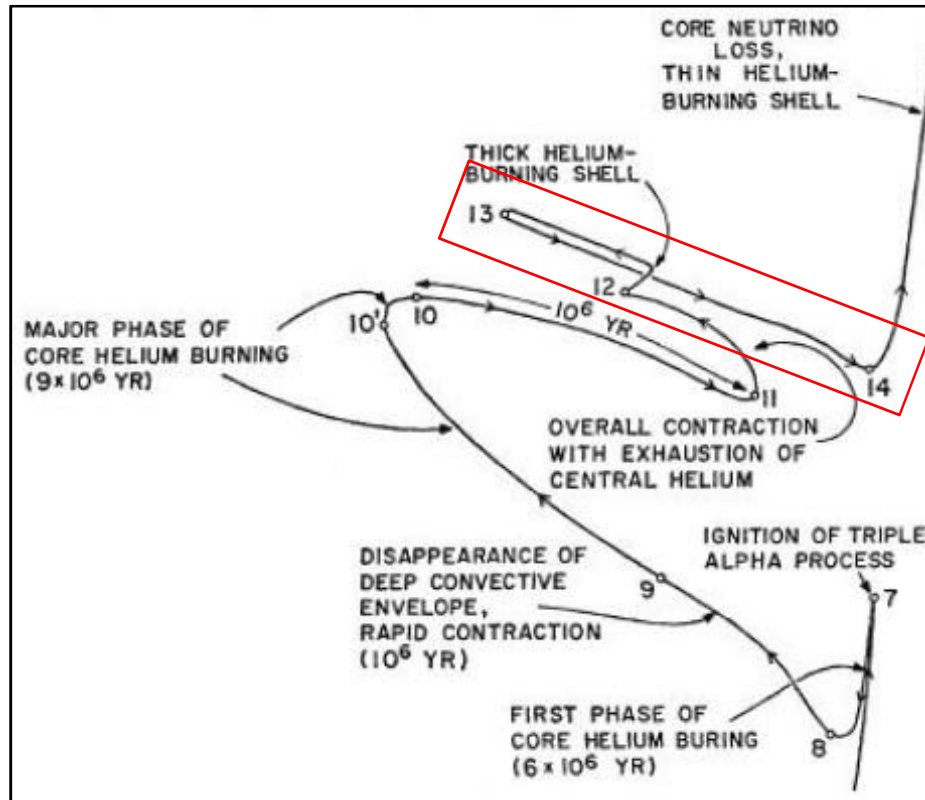 CORE NEUTRINO
LOSS,
THIN HELIUM-
BURNING SHELL
THICK HELIUM-
BURNING SHELL
13
12
10
10'
10⁶ YR
MAJOR PHASE OF
CORE HELIUM BURNING
(9×10⁶ YR)
11
14
OVERALL CONTRACTION
WITH EXHAUSTION OF
CENTRAL HELIUM
IGNITION OF TRIPLE
ALPHA PROCESS
DISAPPEARANCE OF
DEEP CONVECTIVE
ENVELOPE,
RAPID CONTRACTION
(10⁶ YR)
9
7
FIRST PHASE OF
CORE HELIUM BURING
(6×10⁶ YR)
8